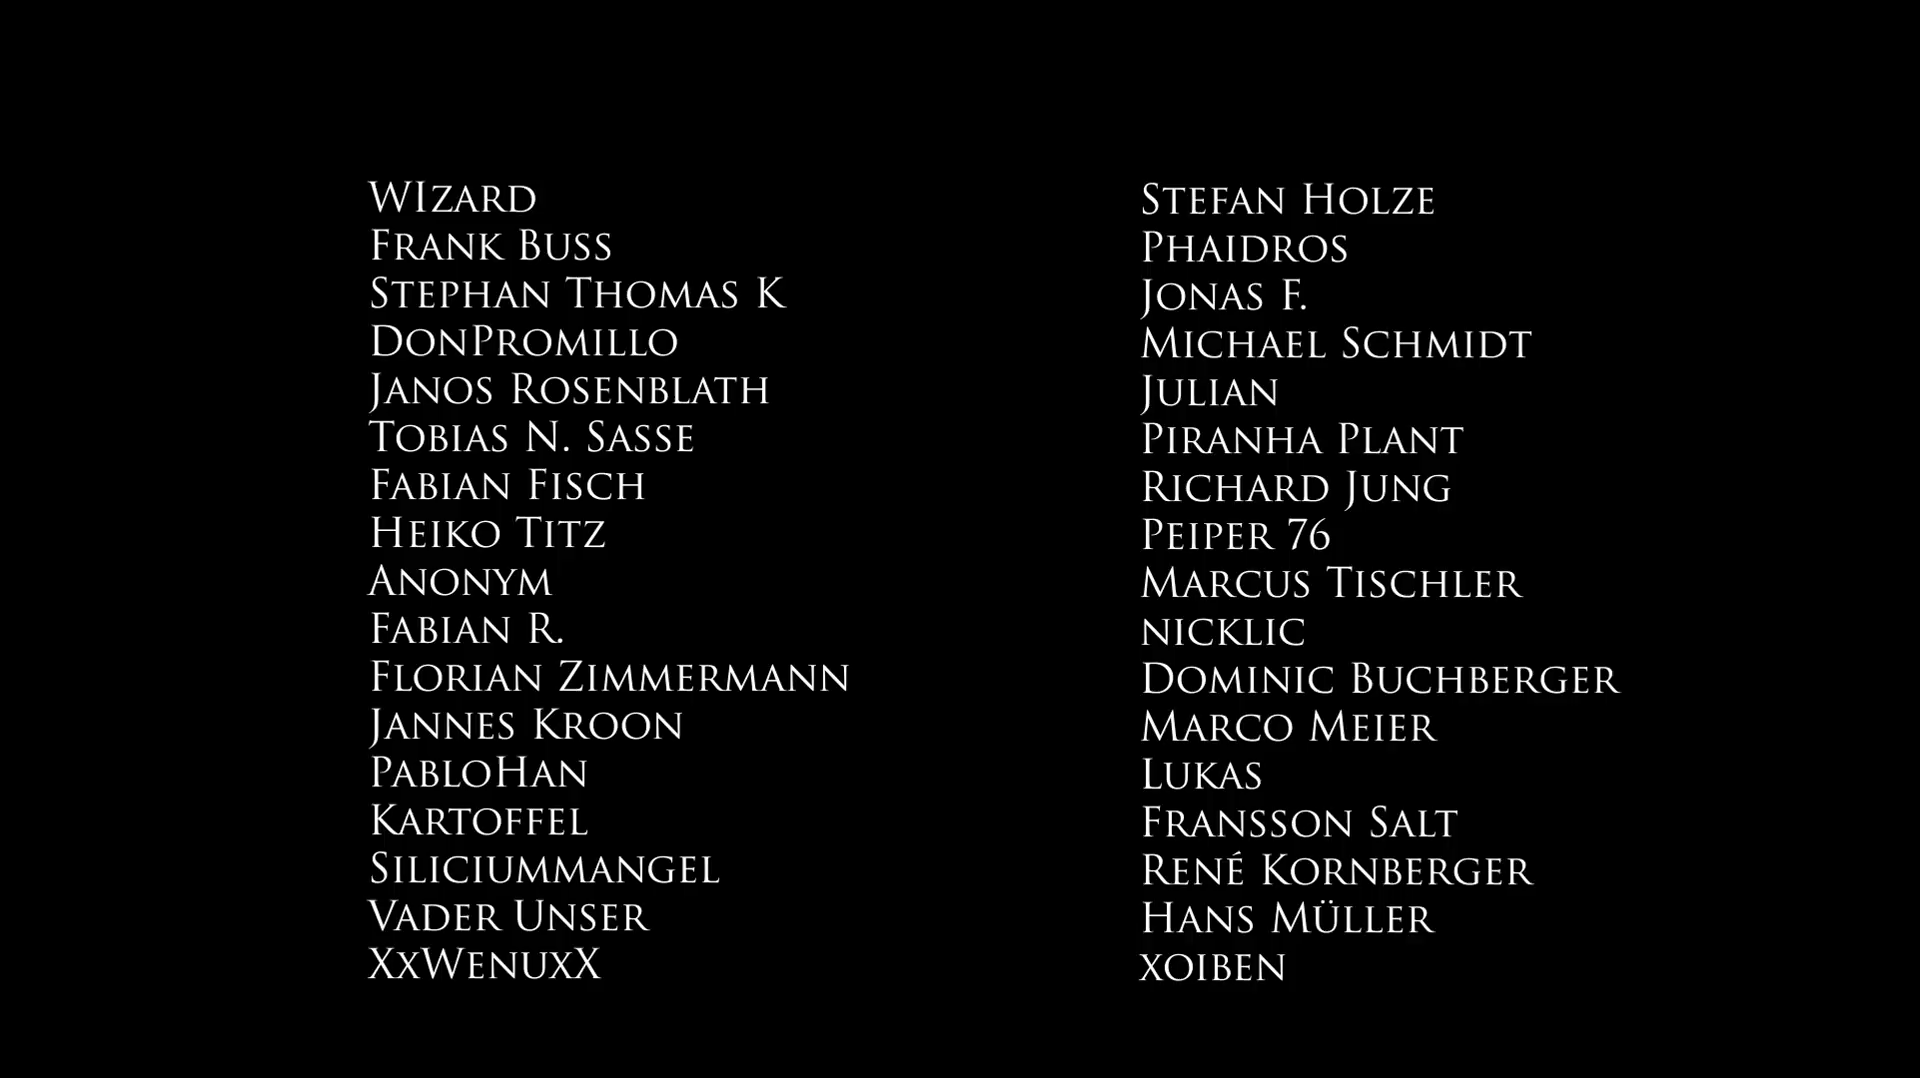 WIzard
Frank Buss
Stephan Thomas K
DonPromillo
Janos Rosenblath
Tobias N. Sasse
Fabian Fisch
Heiko Titz
Anonym
Fabian R.
Florian Zimmermann
Jannes Kroon
PabloHan
Kartoffel
Siliciummangel
Vader Unser
XxWenuxX
Stefan Holze
Phaidros
Jonas F.
Michael Schmidt
Julian
Piranha Plant
Richard Jung
Peiper 76
Marcus Tischler
nicklic
Dominic Buchberger
Marco Meier
Lukas
Fransson Salt
René Kornberger
Hans Müller
xoiben